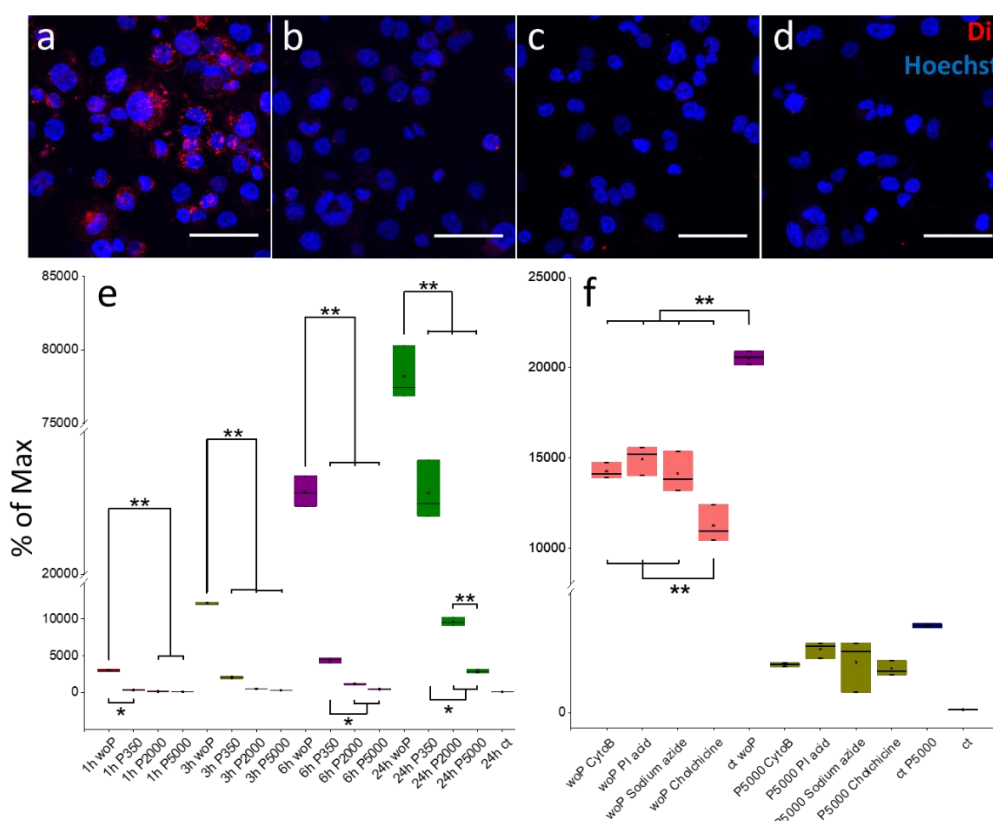 a
b
c
d
Di
Hoechst
e
f
% of Max
85000
80000
75000
20000
10000
5000
0
**
**
**
**
**
*
*
*
1h woP
1h P350
1h P2000
1h P5000
3h woP
3h P350
3h P2000
3h P5000
6h woP
6h P350
6h P2000
6h P5000
24h woP
24h P350
24h P2000
24h P5000
24h ct
25000
20000
15000
10000
0
**
**
woP CytoB
woP PI acid
woP Sodium azide
woP Cholchicine
ct woP
P5000 CytoB
P5000 PI acid
P5000 Sodium azide
P5000 Cholchicine
ct P5000
ct